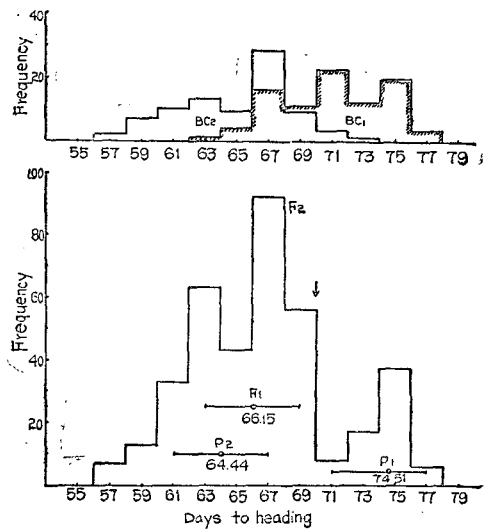 40
20
Frequency
BC2
BC1
55 57 59 61 63 65 67 69 71 73 75 77 79
100
80
60
40
20
Frequency
F2
F1
66.15
P2
64.44
P1
74.51
55 57 59 61 63 65 67 69 71 73 75 77 79
Days to heading